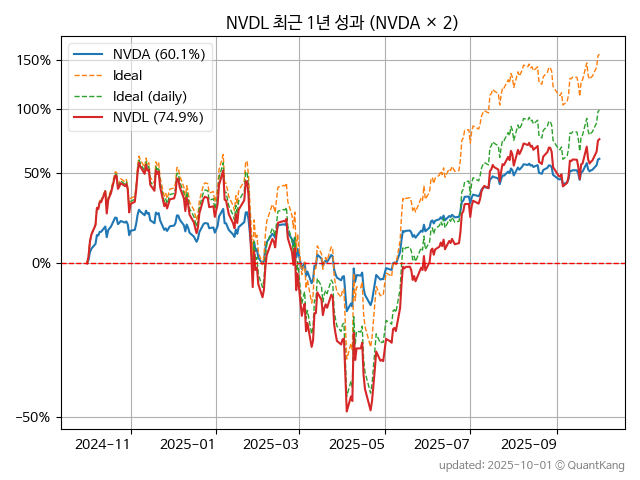 NVDL 최근 1년 성과 (NVDA × 2)
150%
100%
50%
0%
−50%
NVDA (60.1%)
Ideal
Ideal (daily)
NVDL (74.9%)
2024-11
2025-01
2025-03
2025-05
2025-07
2025-09
updated: 2025-10-01 © QuantKang